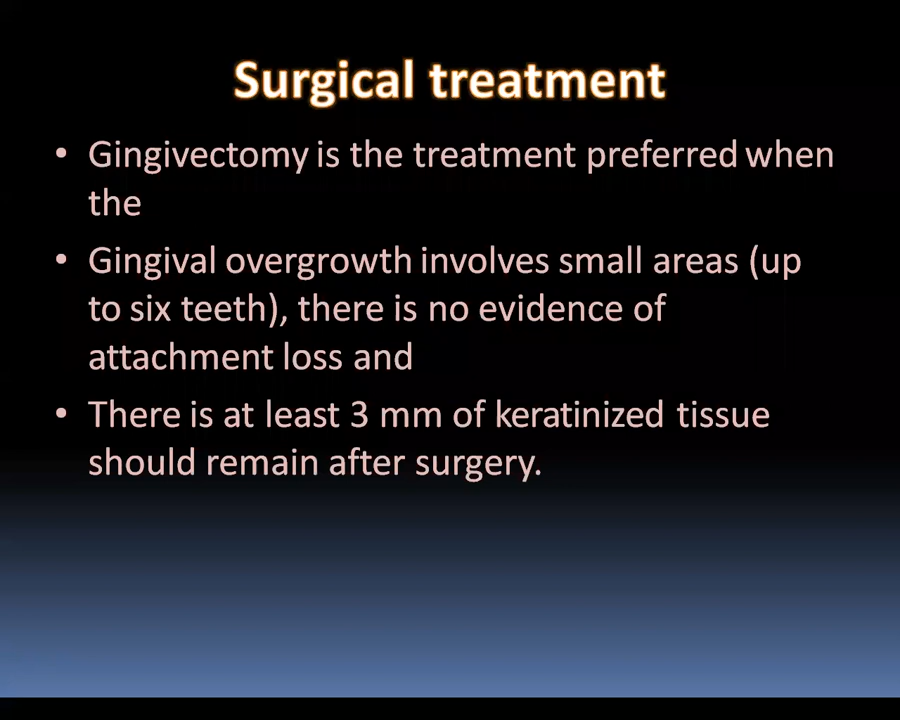 Surgical treatment
• Gingivectomy is the treatment preferred when
the
• Gingival overgrowth involves small areas (up
to six teeth), there is no evidence of
attachment loss and
• There is at least 3 mm of keratinized tissue
should remain after surgery.